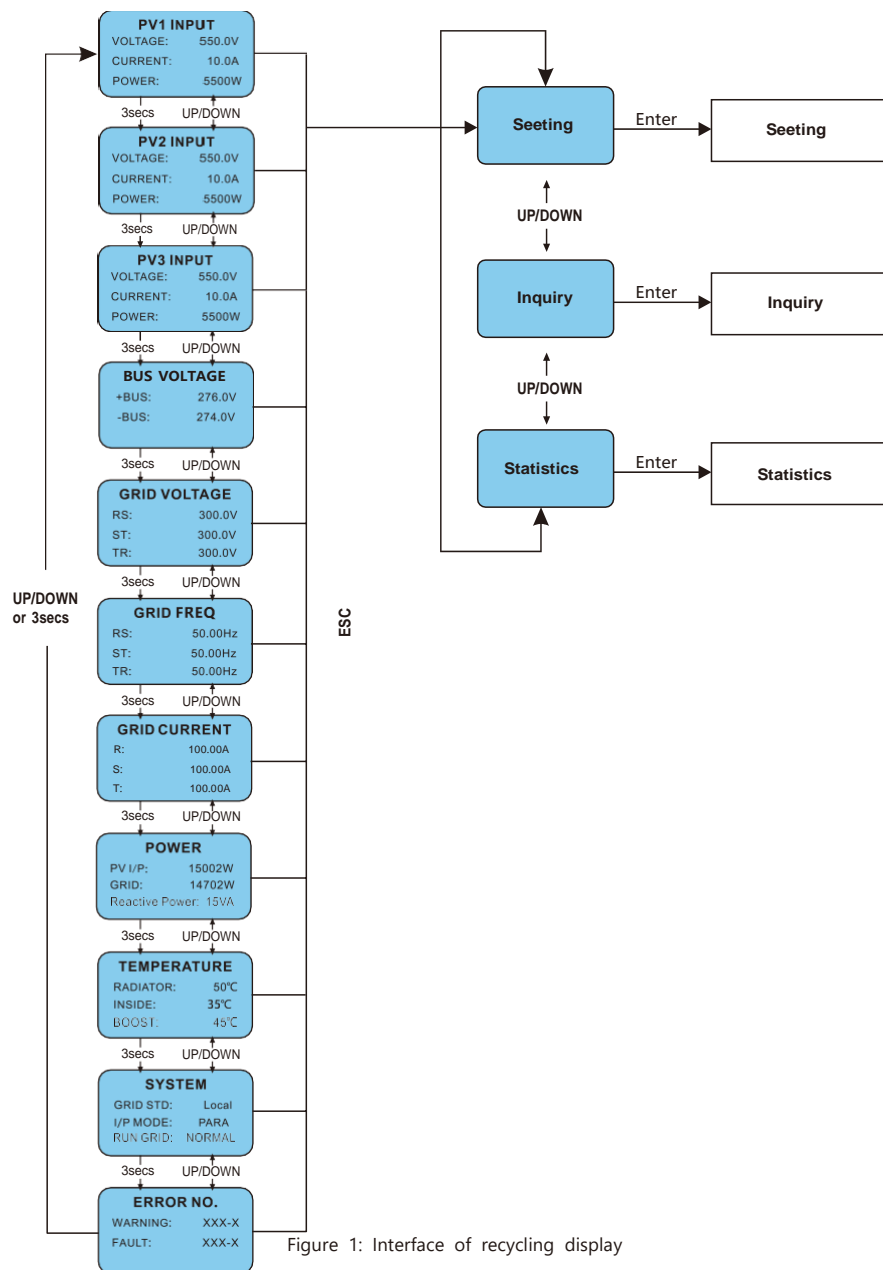 PV1 INPUT
VOLTAGE: 550.0V
CURRENT: 10.0A
POWER: 5500W
3secs UP/DOWN
PV2 INPUT
VOLTAGE: 550.0V
CURRENT: 10.0A
POWER: 5500W
3secs UP/DOWN
PV3 INPUT
VOLTAGE: 550.0V
CURRENT: 10.0A
POWER: 5500W
3secs UP/DOWN
BUS VOLTAGE
+BUS: 276.0V
-BUS: 274.0V
3secs UP/DOWN
GRID VOLTAGE
RS: 300.0V
ST: 300.0V
TR: 300.0V
3secs UP/DOWN
GRID FREQ
RS: 50.00Hz
ST: 50.00Hz
TR: 50.00Hz
3secs UP/DOWN
GRID CURRENT
R: 100.00A
S: 100.00A
T: 100.00A
3secs UP/DOWN
POWER
PV I/P: 15002W
GRID: 14702W
Reactive Power: 15VA
3secs UP/DOWN
TEMPERATURE
RADIATOR: 50℃
INSIDE: 35℃
BOOST: 45℃
3secs UP/DOWN
SYSTEM
GRID STD: Local
I/P MODE: PARA
RUN GRID: NORMAL
3secs UP/DOWN
ERROR NO.
WARNING: XXX-X
FAULT: XXX-X
UP/DOWN
or 3secs
ESC
Seeting Enter Seeting
UP/DOWN
Inquiry Enter Inquiry
UP/DOWN
Statistics Enter Statistics
Figure 1: Interface of recycling display